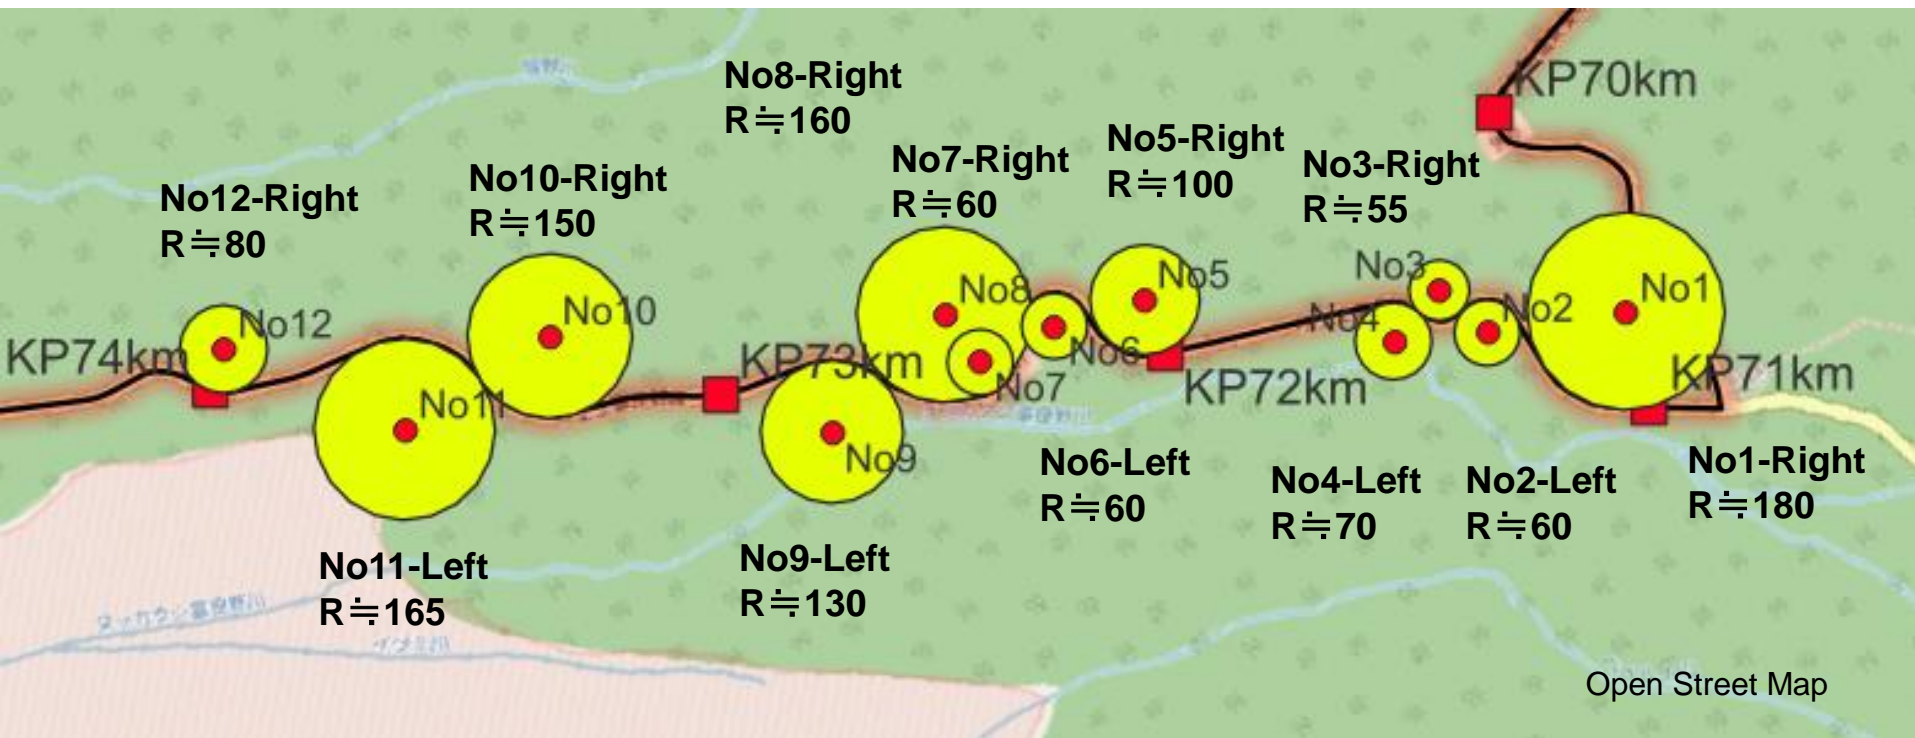 KP70km
No8-Right
R≒160
No5-Right
R≒100
No7-Right
R≒60
No3-Right
R≒55
No10-Right
R≒150
No12-Right
R≒80
No12
No11
No10
No9
No8
No7
No6
No5
No4
No3
No2
No1
KP74km
KP73km
KP72km
KP71km
No6-Left
R≒60
No4-Left
R≒70
No2-Left
R≒60
No1-Right
R≒180
No11-Left
R≒165
No9-Left
R≒130
Open Street Map